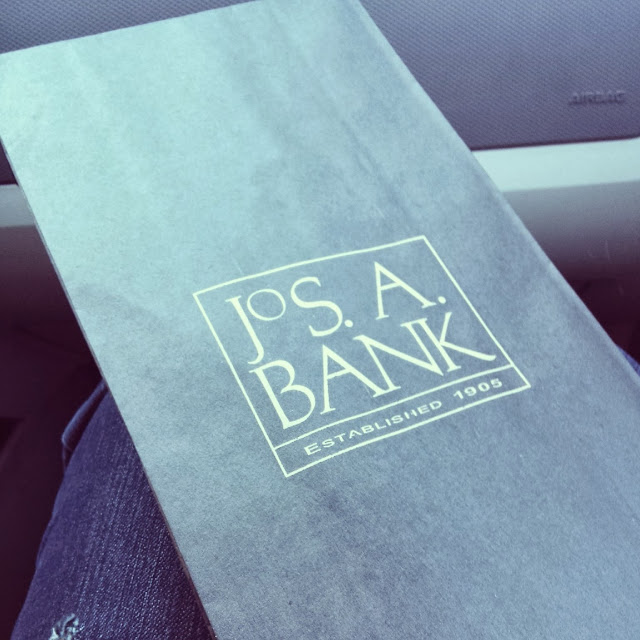 JOS. A.
BANK
ESTABLISHED 1905
AIRBAG